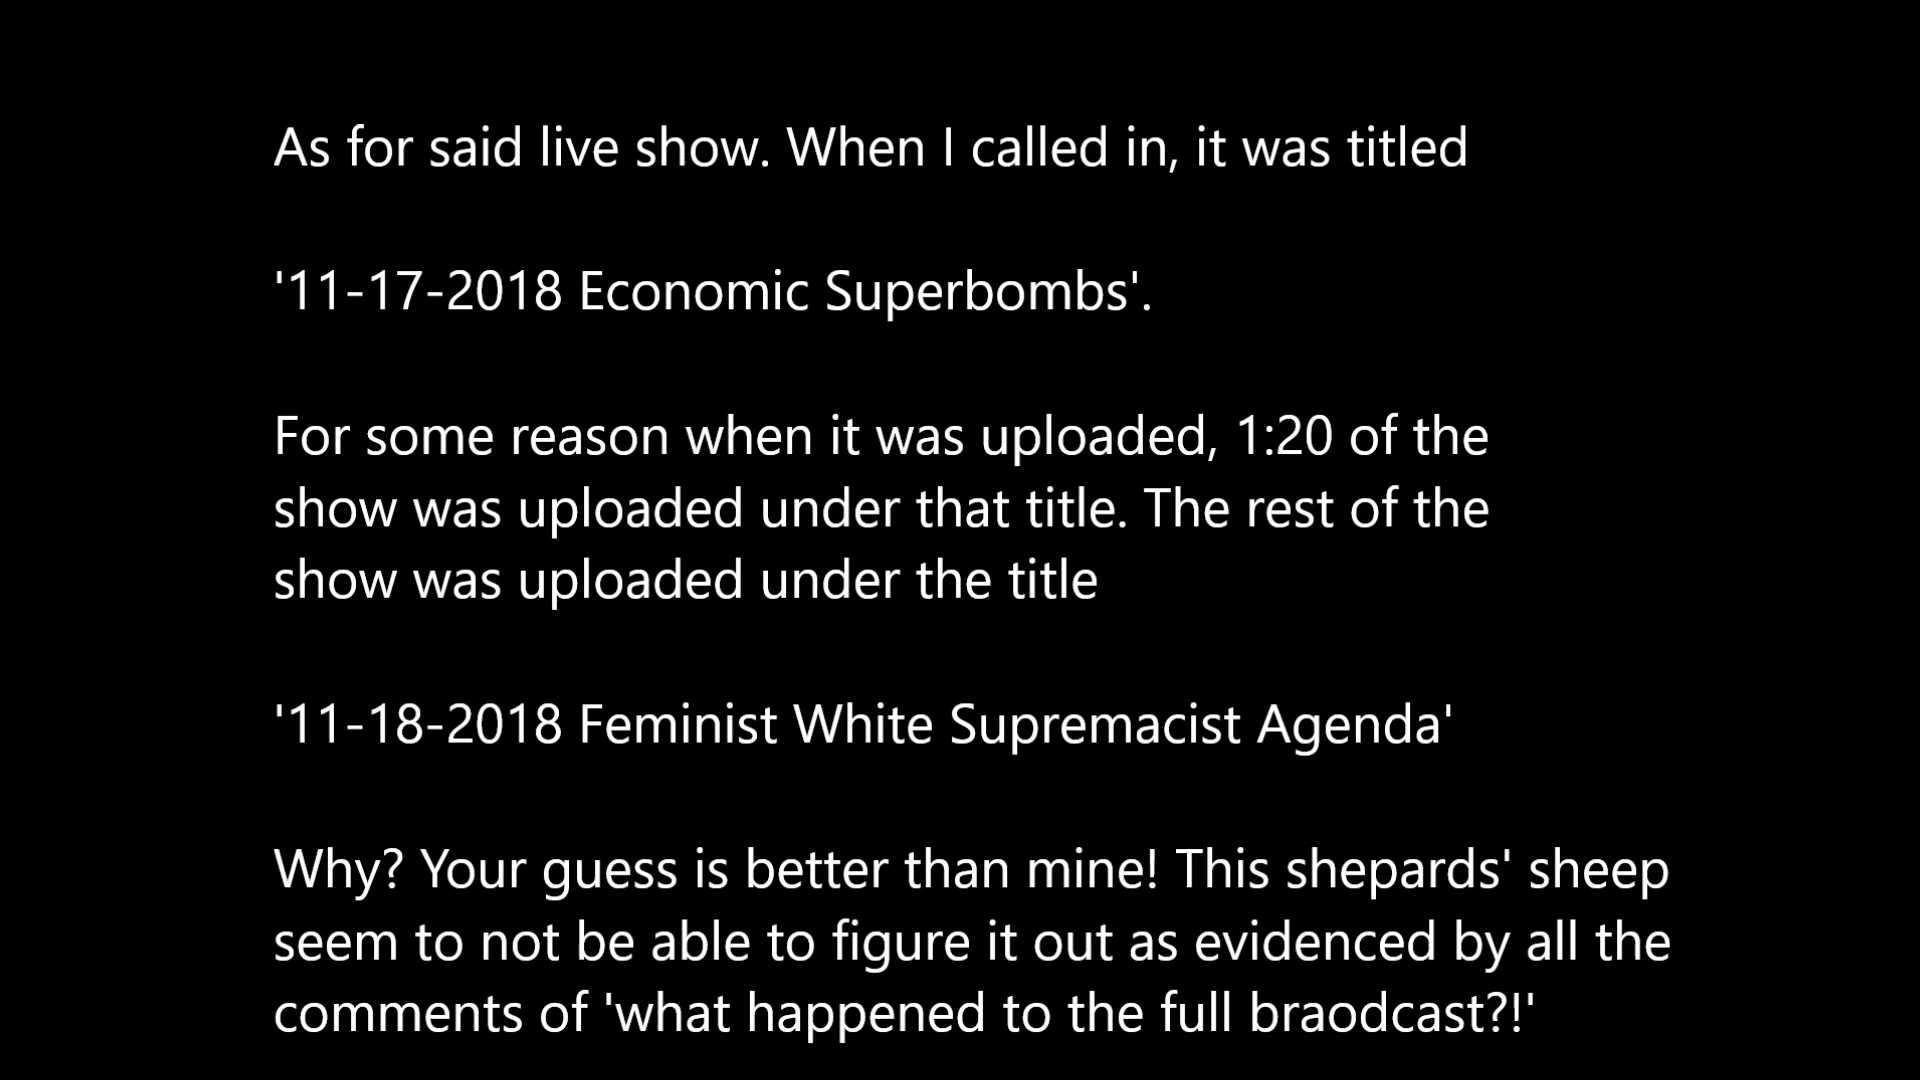 As for said live show. When I called in, it was titled
'11-17-2018 Economic Superbombs'.
For some reason when it was uploaded, 1:20 of the
show was uploaded under that title. The rest of the
show was uploaded under the title
'11-18-2018 Feminist White Supremacist Agenda'
Why? Your guess is better than mine! This shepards' sheep
seem to not be able to figure it out as evidenced by all the
comments of 'what happened to the full braodcast?!'